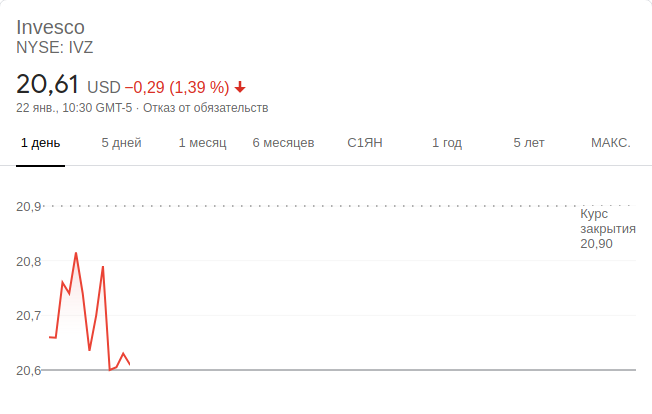 Invesco
NYSE: IVZ
20,61 USD −0,29 (1,39 %)
22 янв., 10:30 GMT-5 · Отказ от обязательств
1 день 5 дней 1 месяц 6 месяцев С1ЯН 1 год 5 лет МАКС.
20,9
Курс
закрытия
20,90
20,8
20,7
20,6